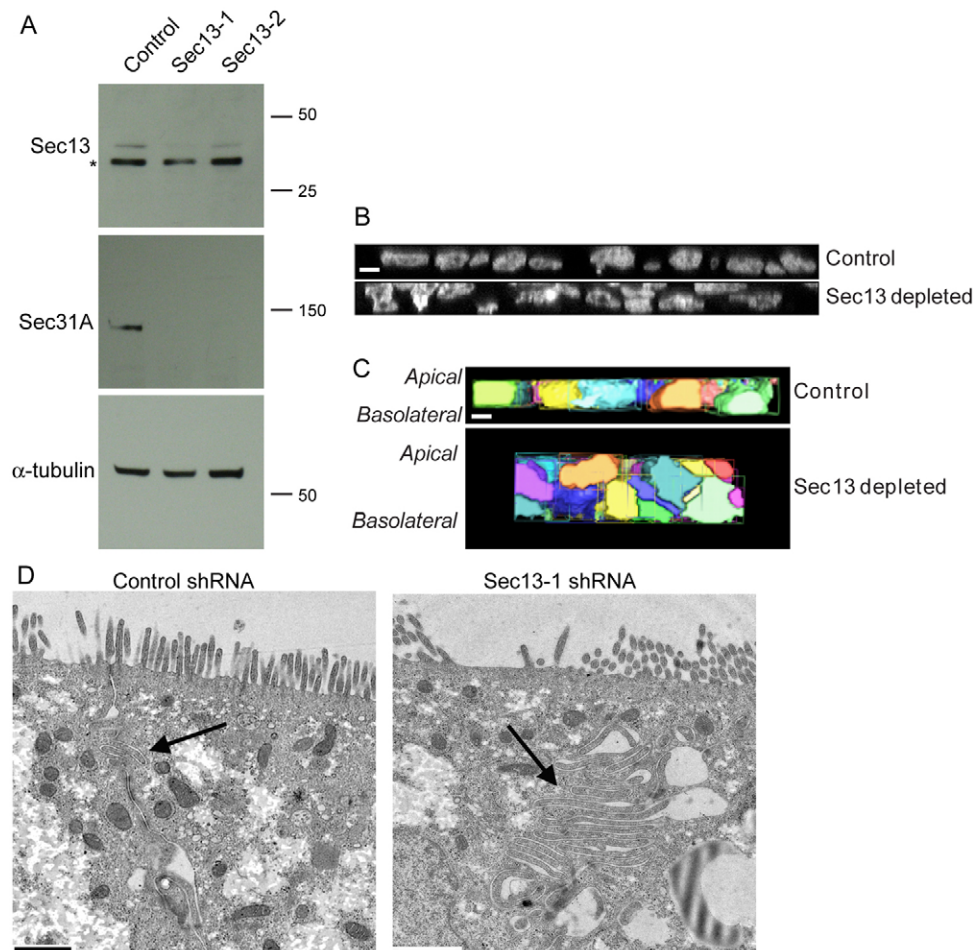 A
Control
Sec13-1
Sec13-2
Sec13
*
50
25
Sec31A
150
α-tubulin
50
B
Control
Sec13 depleted
C
Apical
Basolateral
Control
Apical
Basolateral
Sec13 depleted
D
Control shRNA
Sec13-1 shRNA